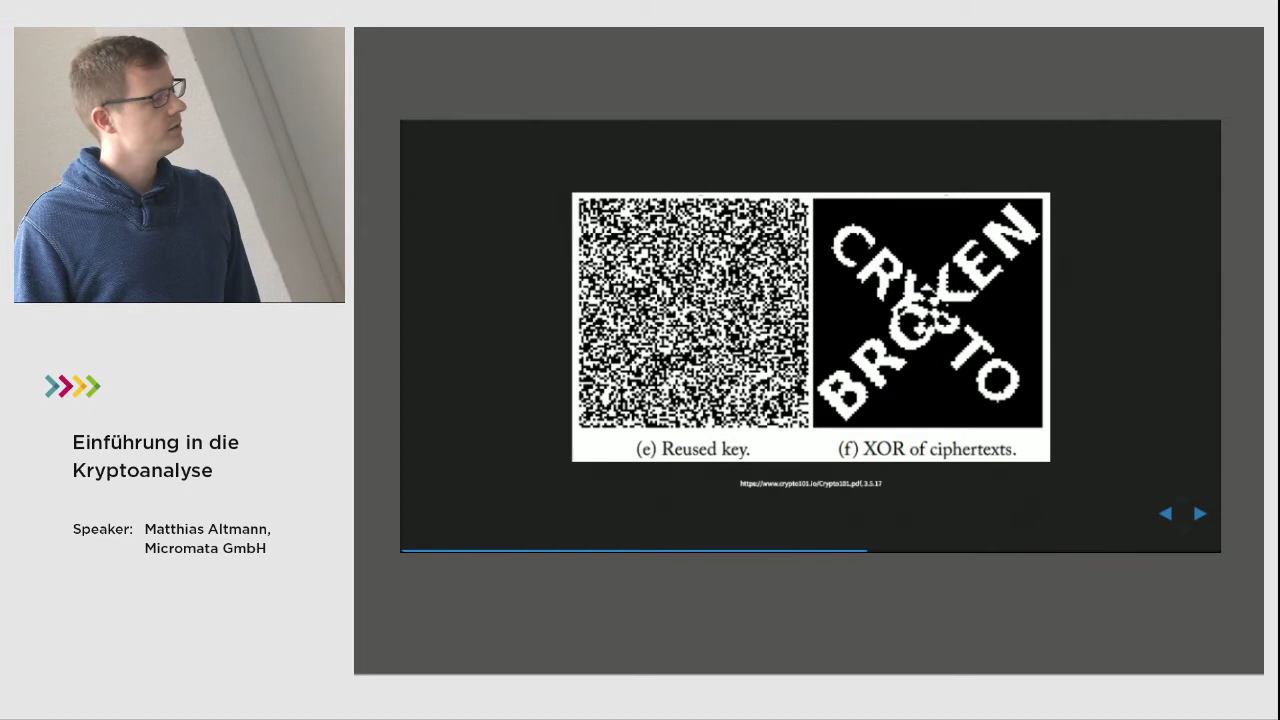 Einführung in die
Kryptoanalyse
Speaker: Matthias Altmann,
Micromata GmbH
CRYPTO
BROKEN
(e) Reused key.
(f) XOR of ciphertexts.
https://www.crypto101.io/Crypto101.pdf, 3.5.17